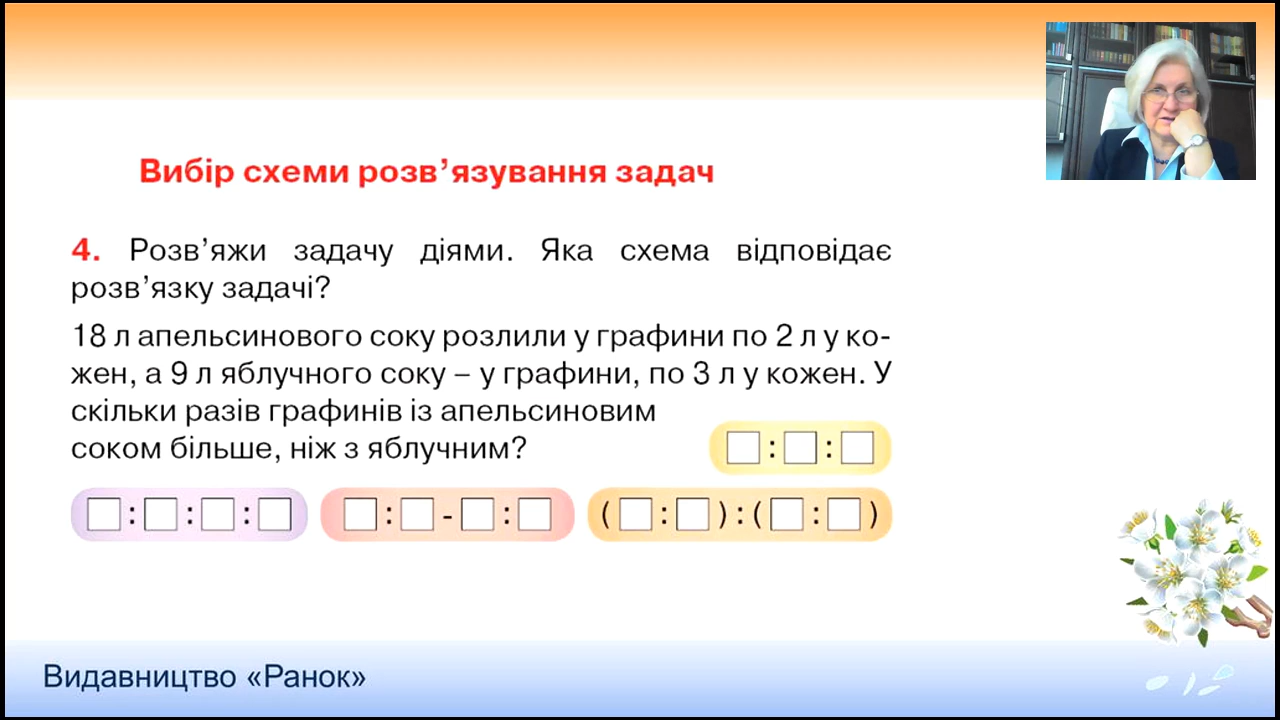 Вибір схеми розв’язування задач
4. Розв’яжи задачу діями. Яка схема відповідає
розв’язку задачі?
18 л апельсинового соку розлили у графини по 2 л у ко-
жен, а 9 л яблучного соку – у графини, по 3 л у кожен. У
скільки разів графинів із апельсиновим
соком більше, ніж з яблучним?
□ : □ : □
□ : □ : □ : □
□ : □ - □ : □
( □ : □ ) : ( □ : □ )
Видавництво «Ранок»